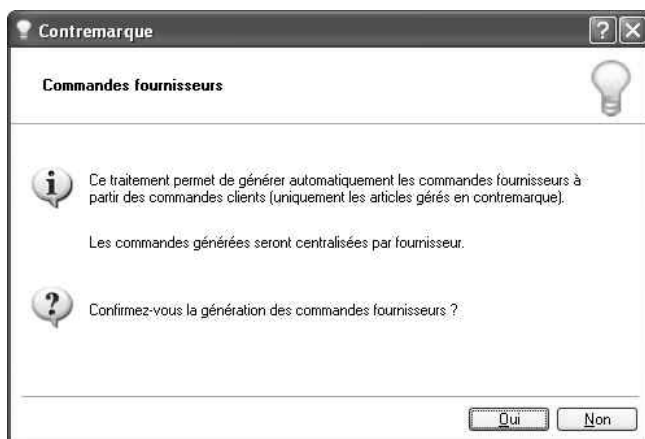 Contremarque
Commandes fournisseurs
Ce traitement permet de générer automatiquement les commandes fournisseurs à
partir des commandes clients (uniquement les articles gérés en contremarque).
Les commandes générées seront centralisées par fournisseur.
Confirmez-vous la génération des commandes fournisseurs ?
Oui Non